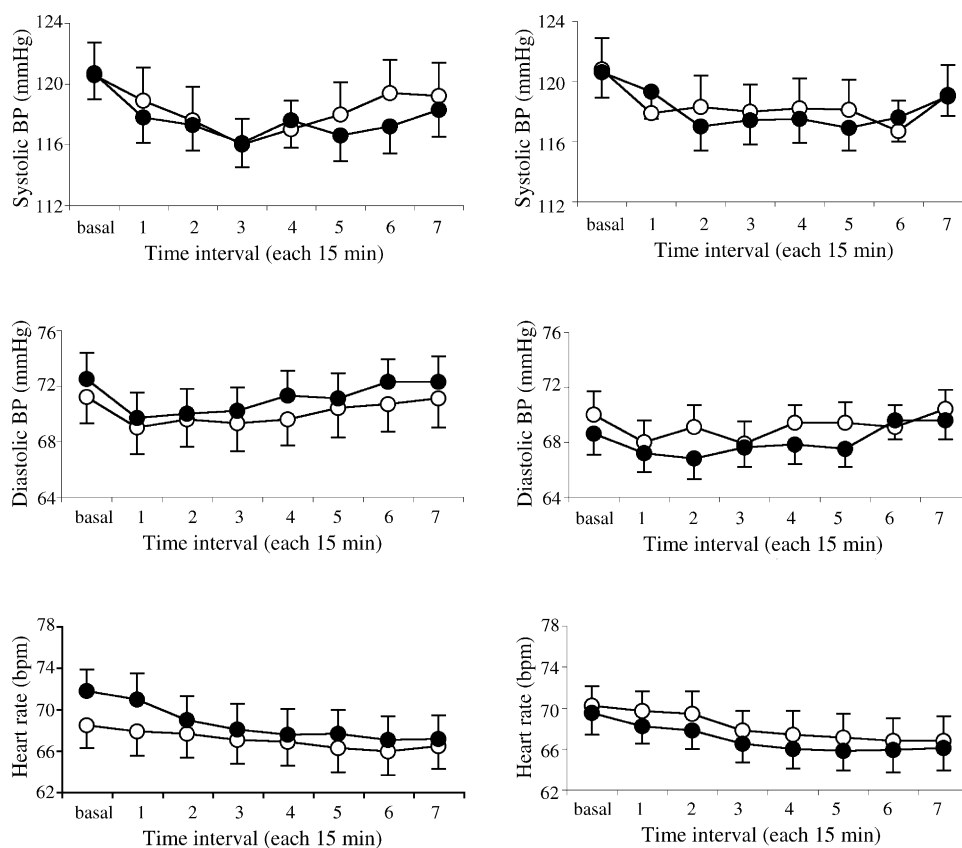 Systolic BP (mmHg)
124
120
116
112
basal 1 2 3 4 5 6 7
Time interval (each 15 min)
Systolic BP (mmHg)
124
120
116
112
basal 1 2 3 4 5 6 7
Time interval (each 15 min)
Diastolic BP (mmHg)
76
72
68
64
basal 1 2 3 4 5 6 7
Time interval (each 15 min)
Diastolic BP (mmHg)
76
72
68
64
basal 1 2 3 4 5 6 7
Time interval (each 15 min)
Heart rate (bpm)
78
74
70
66
62
basal 1 2 3 4 5 6 7
Time interval (each 15 min)
Heart rate (bpm)
78
74
70
66
62
basal 1 2 3 4 5 6 7
Time interval (each 15 min)